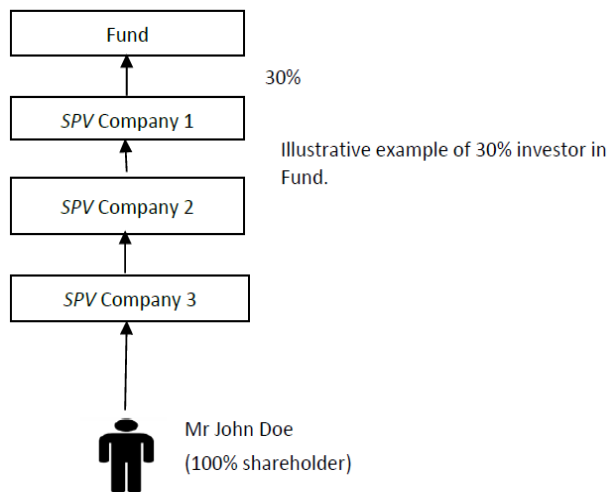 Fund
30%
SPV Company 1
Illustrative example of 30% investor in
Fund.
SPV Company 2
SPV Company 3
Mr John Doe
(100% shareholder)